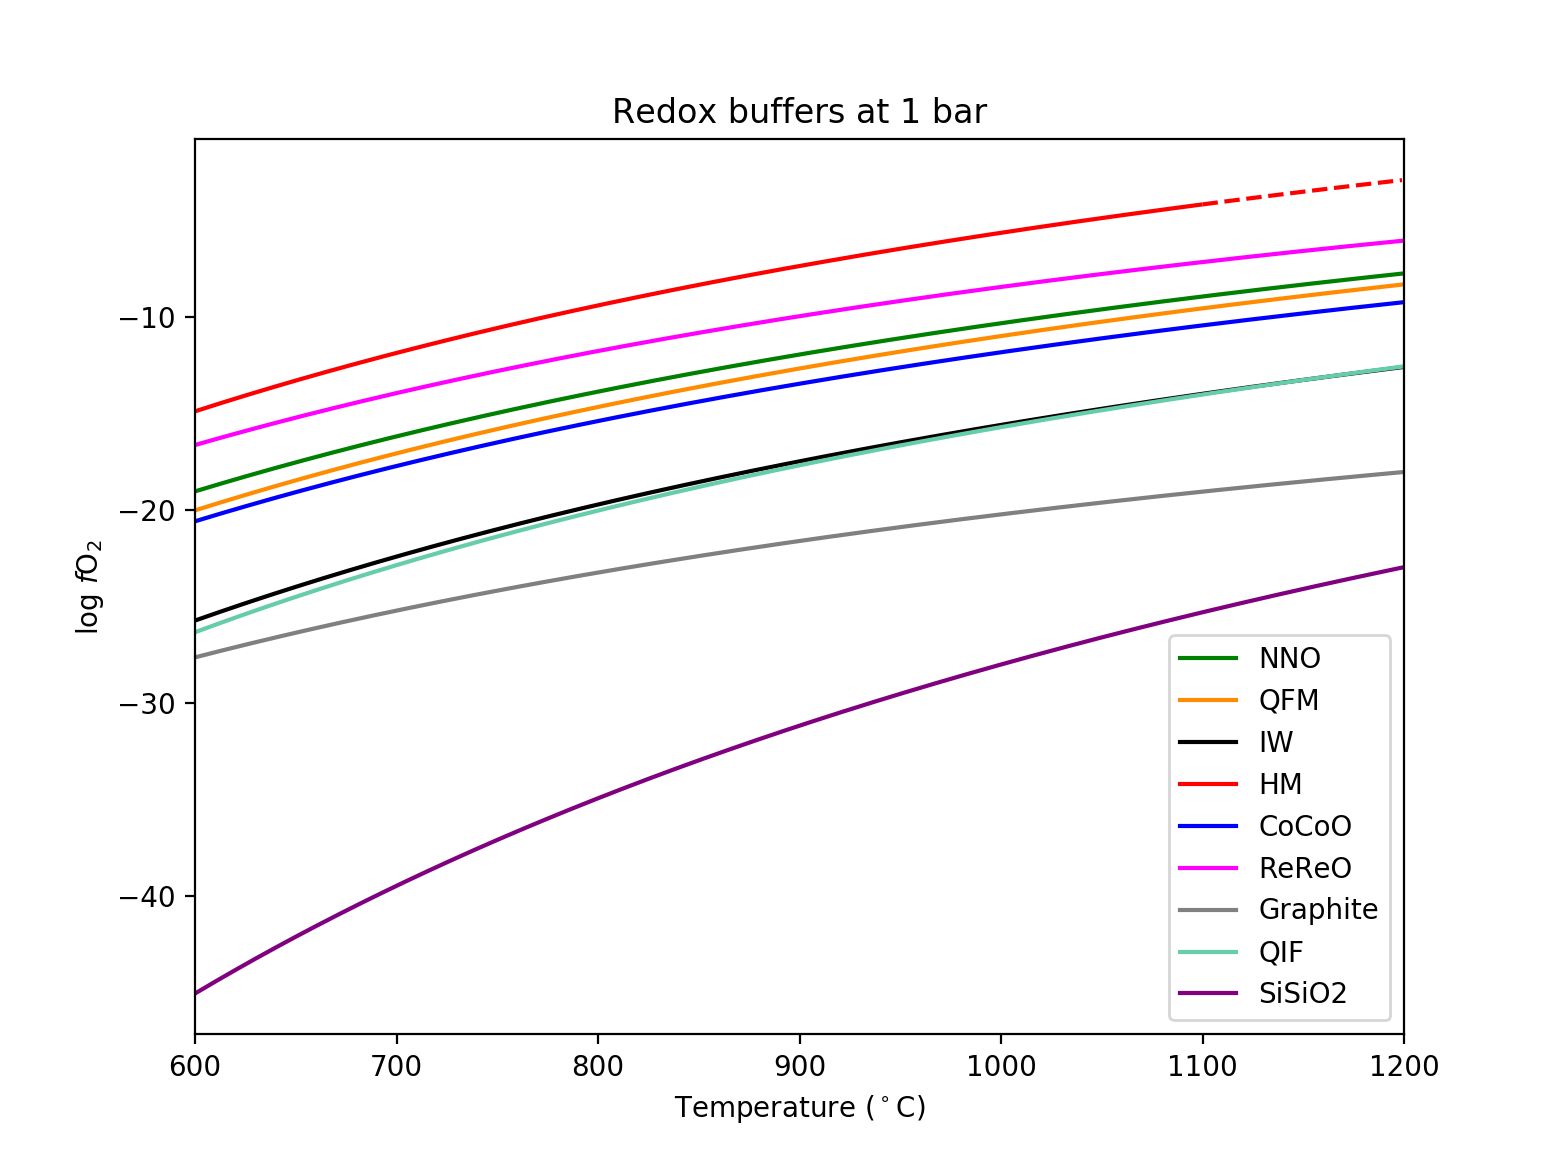 Redox buffers at 1 bar
−10
−20
−30
−40
log fO₂
600
700
800
900
1000
1100
1200
Temperature (°C)
NNO
QFM
IW
HM
CoCoO
ReReO
Graphite
QIF
SiSiO2